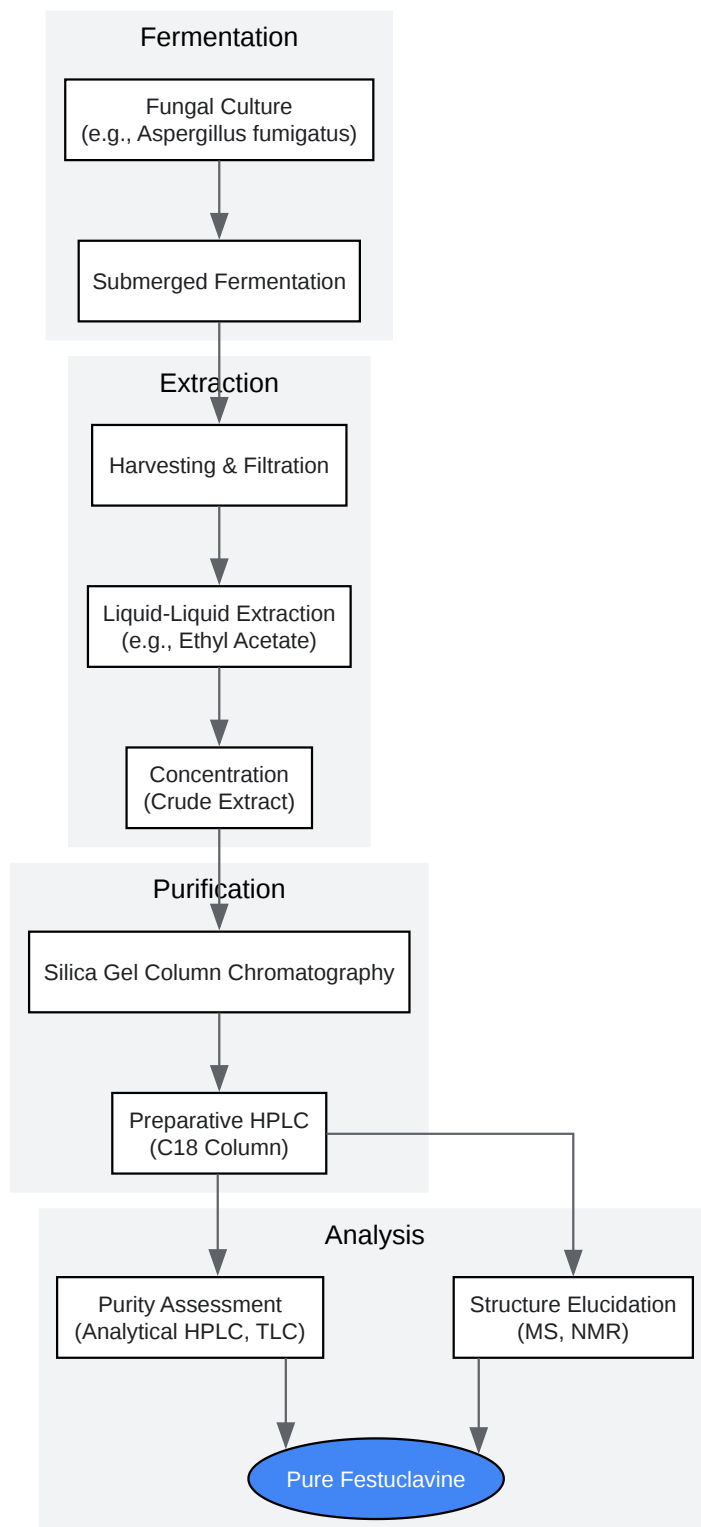 Fermentation
Fungal Culture
(e.g., Aspergillus fumigatus)
Submerged Fermentation
Extraction
Harvesting & Filtration
Liquid-Liquid Extraction
(e.g., Ethyl Acetate)
Concentration
(Crude Extract)
Purification
Silica Gel Column Chromatography
Preparative HPLC
(C18 Column)
Analysis
Purity Assessment
(Analytical HPLC, TLC)
Structure Elucidation
(MS, NMR)
Pure Festuclavine